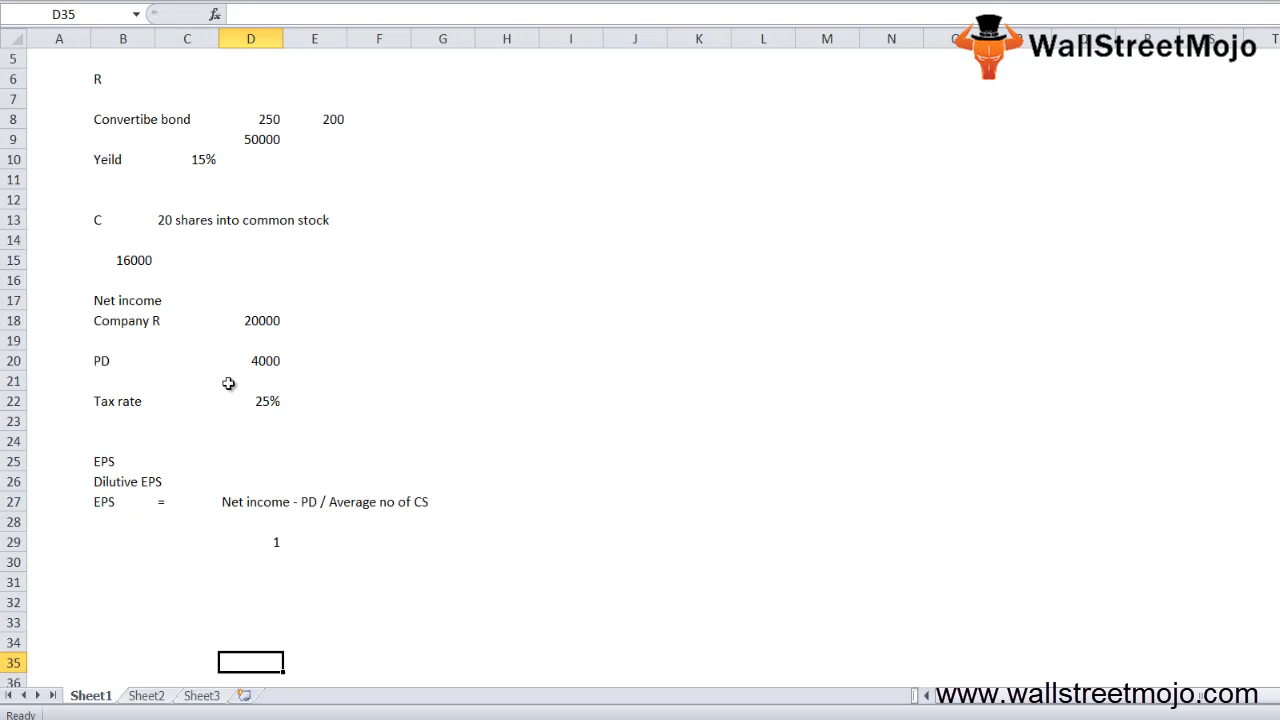 D35 fx
A B C D E F G H I J K L M N
WallStreetMojo
5
6 R
7
8 Convertibe bond 250 200
9 50000
10 Yeild 15%
11
12
13 C 20 shares into common stock
14
15 16000
16
17 Net income
18 Company R 20000
19
20 PD 4000
21
22 Tax rate 25%
23
24
25 EPS
26 Dilutive EPS
27 EPS = Net income - PD / Average no of CS
28
29 1
30
31
32
33
34
35
36
Sheet1 Sheet2 Sheet3
www.wallstreetmojo.com
Ready